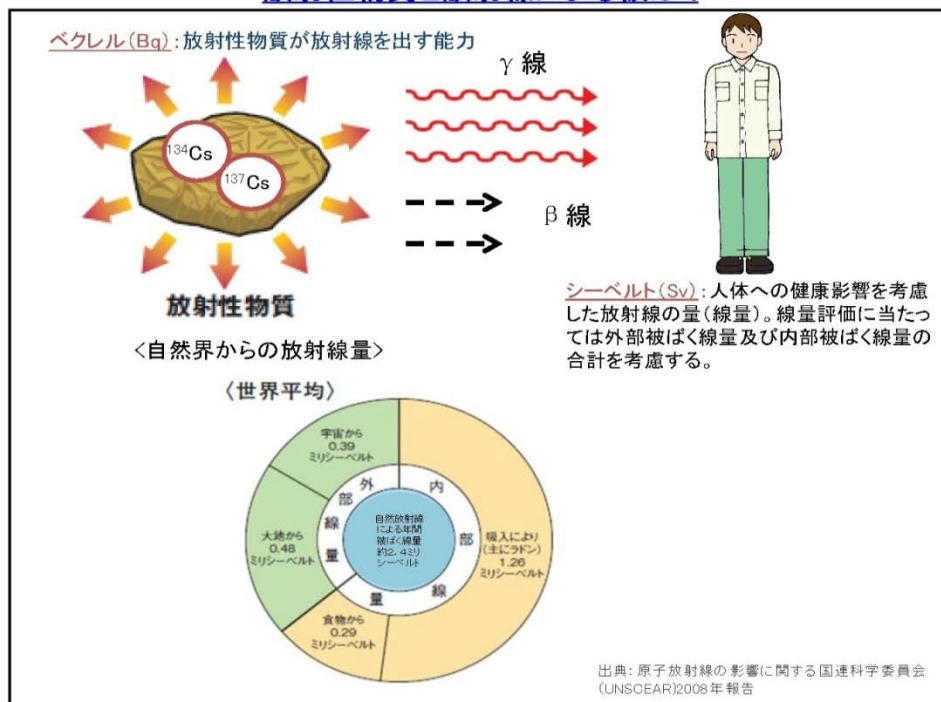 ベクレル(Bq):放射性物質が放射線を出す能力
γ 線
134Cs
137Cs
β 線
放射性物質
シーベルト(Sv):人体への健康影響を考慮
した放射線の量(線量)。線量評価に当たっ
ては外部被ばく線量及び内部被ばく線量の
合計を考慮する。
<自然界からの放射線量>
〈世界平均〉
宇宙から
0.39
ミリシーベルト
大地から
0.48
ミリシーベルト
食物から
0.29
ミリシーベルト
吸入により
(主にラドン)
1.26
ミリシーベルト
外部線量
内部線量
自然放射線
による年間
被ばく線量
約2.4ミリ
シーベルト
出典: 原子放射線の影響に関する国連科学委員会
(UNSCEAR)2008年報告